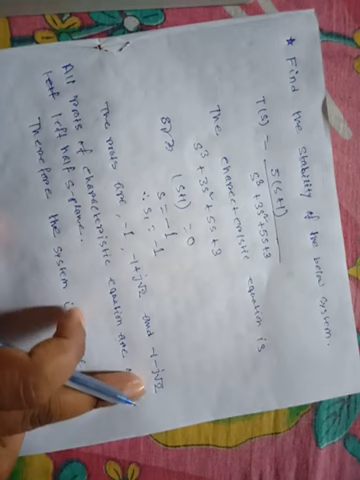 * Find the stability of the below system.
T(s) = 5(s+1) / s³+3s²+5s+3
The characteristic equation is
s³+3s²+5s+3
(s+1) = 0
s = -1
∴ s₁ = -1
The roots are, -1, -1+j√2 and -1-j√2
All roots of characteristic equation are
left half s-plane.
Therefore the system